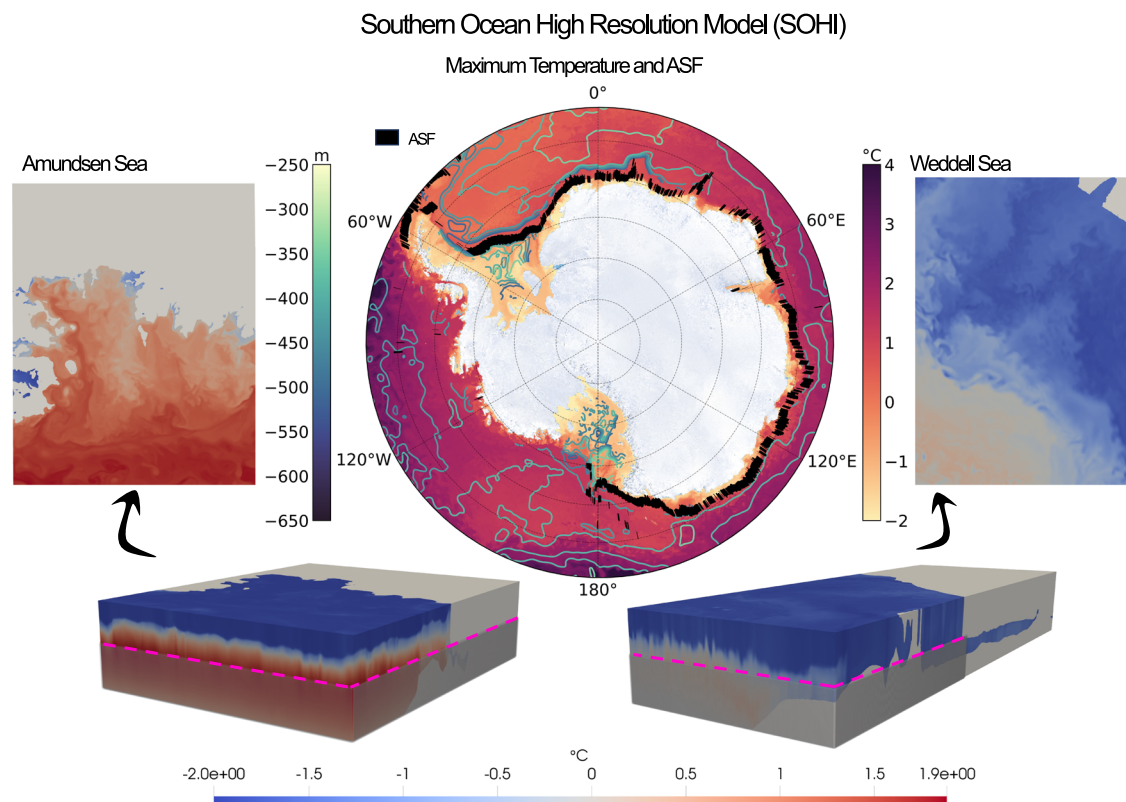 Southern Ocean High Resolution Model (SOHI)
Maximum Temperature and ASF
0°
ASF
Amundsen Sea
m
−250
−300
−350
−400
−450
−500
−550
−600
−650
60°W
120°W
180°
60°E
120°E
°C
4
3
2
1
0
−1
−2
Weddell Sea
°C
-2.0e+00
-1.5
-1
-0.5
0
0.5
1
1.5
1.9e+00